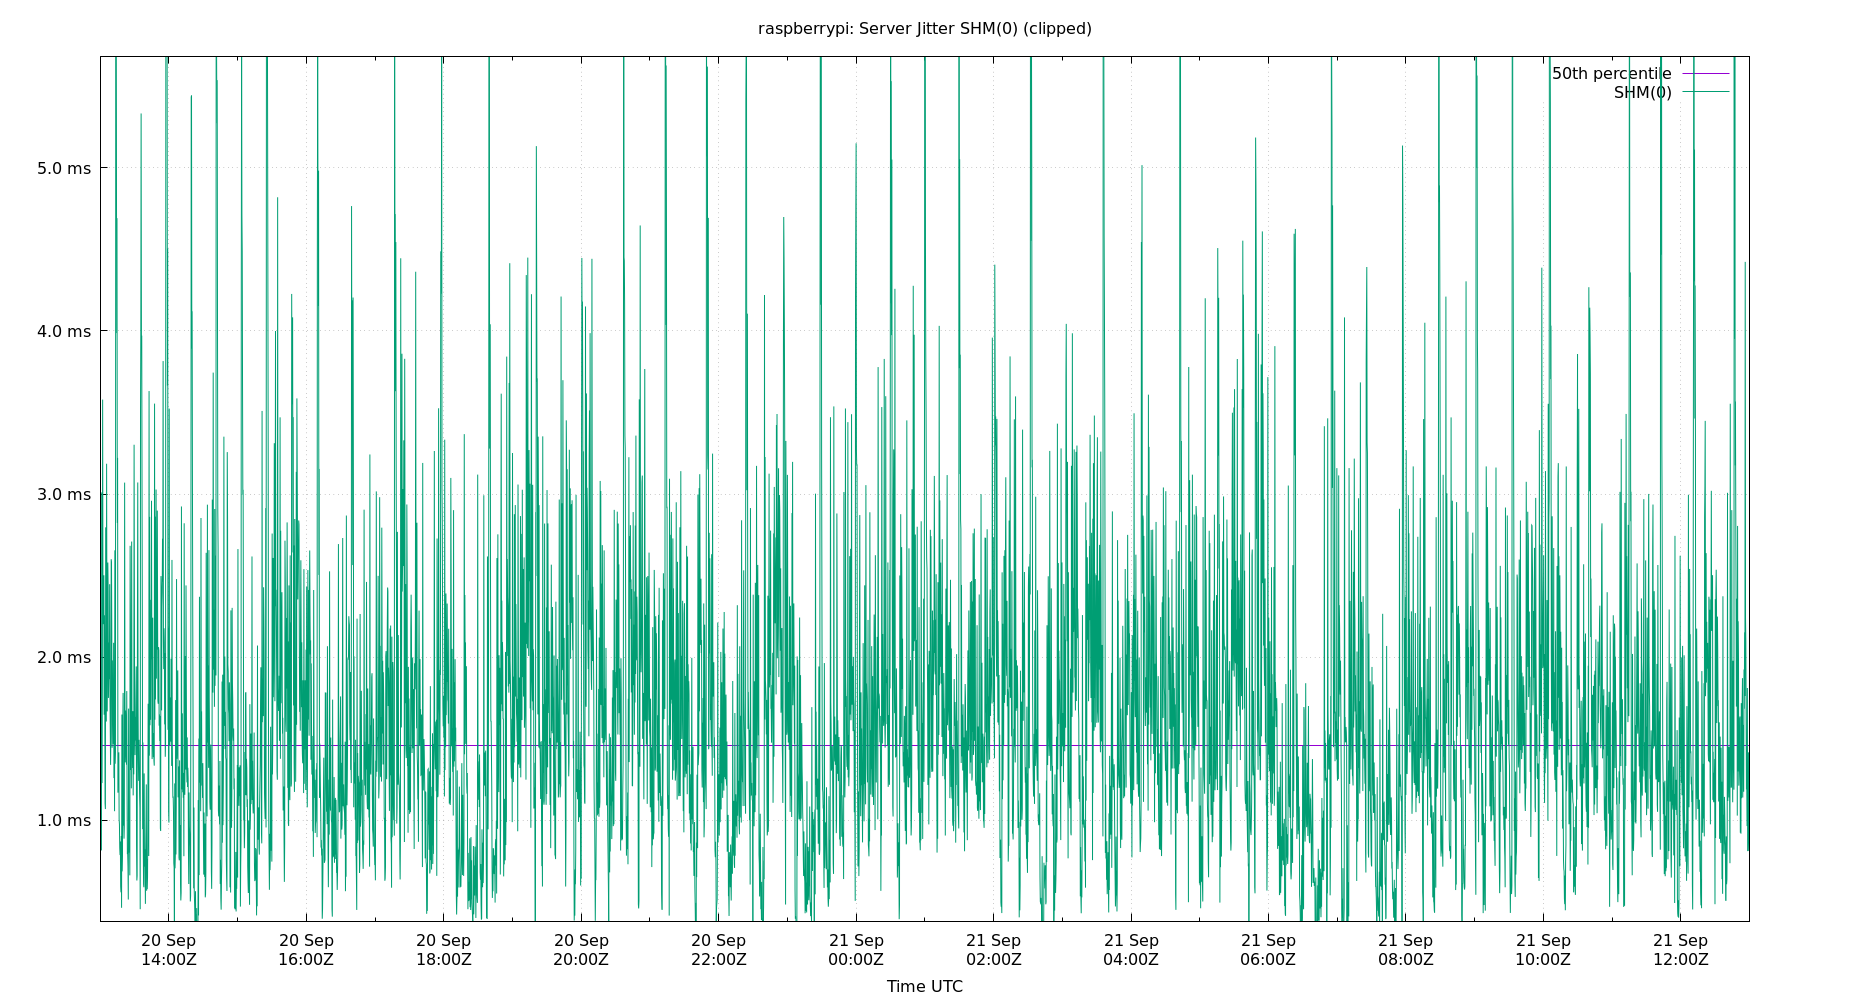 raspberrypi: Server Jitter SHM(0) (clipped)
50th percentile
SHM(0)
5.0 ms
4.0 ms
3.0 ms
2.0 ms
1.0 ms
20 Sep 20 Sep 20 Sep 20 Sep 20 Sep 21 Sep 21 Sep 21 Sep 21 Sep 21 Sep 21 Sep 21 Sep
14:00Z 16:00Z 18:00Z 20:00Z 22:00Z 00:00Z 02:00Z 04:00Z 06:00Z 08:00Z 10:00Z 12:00Z
Time UTC